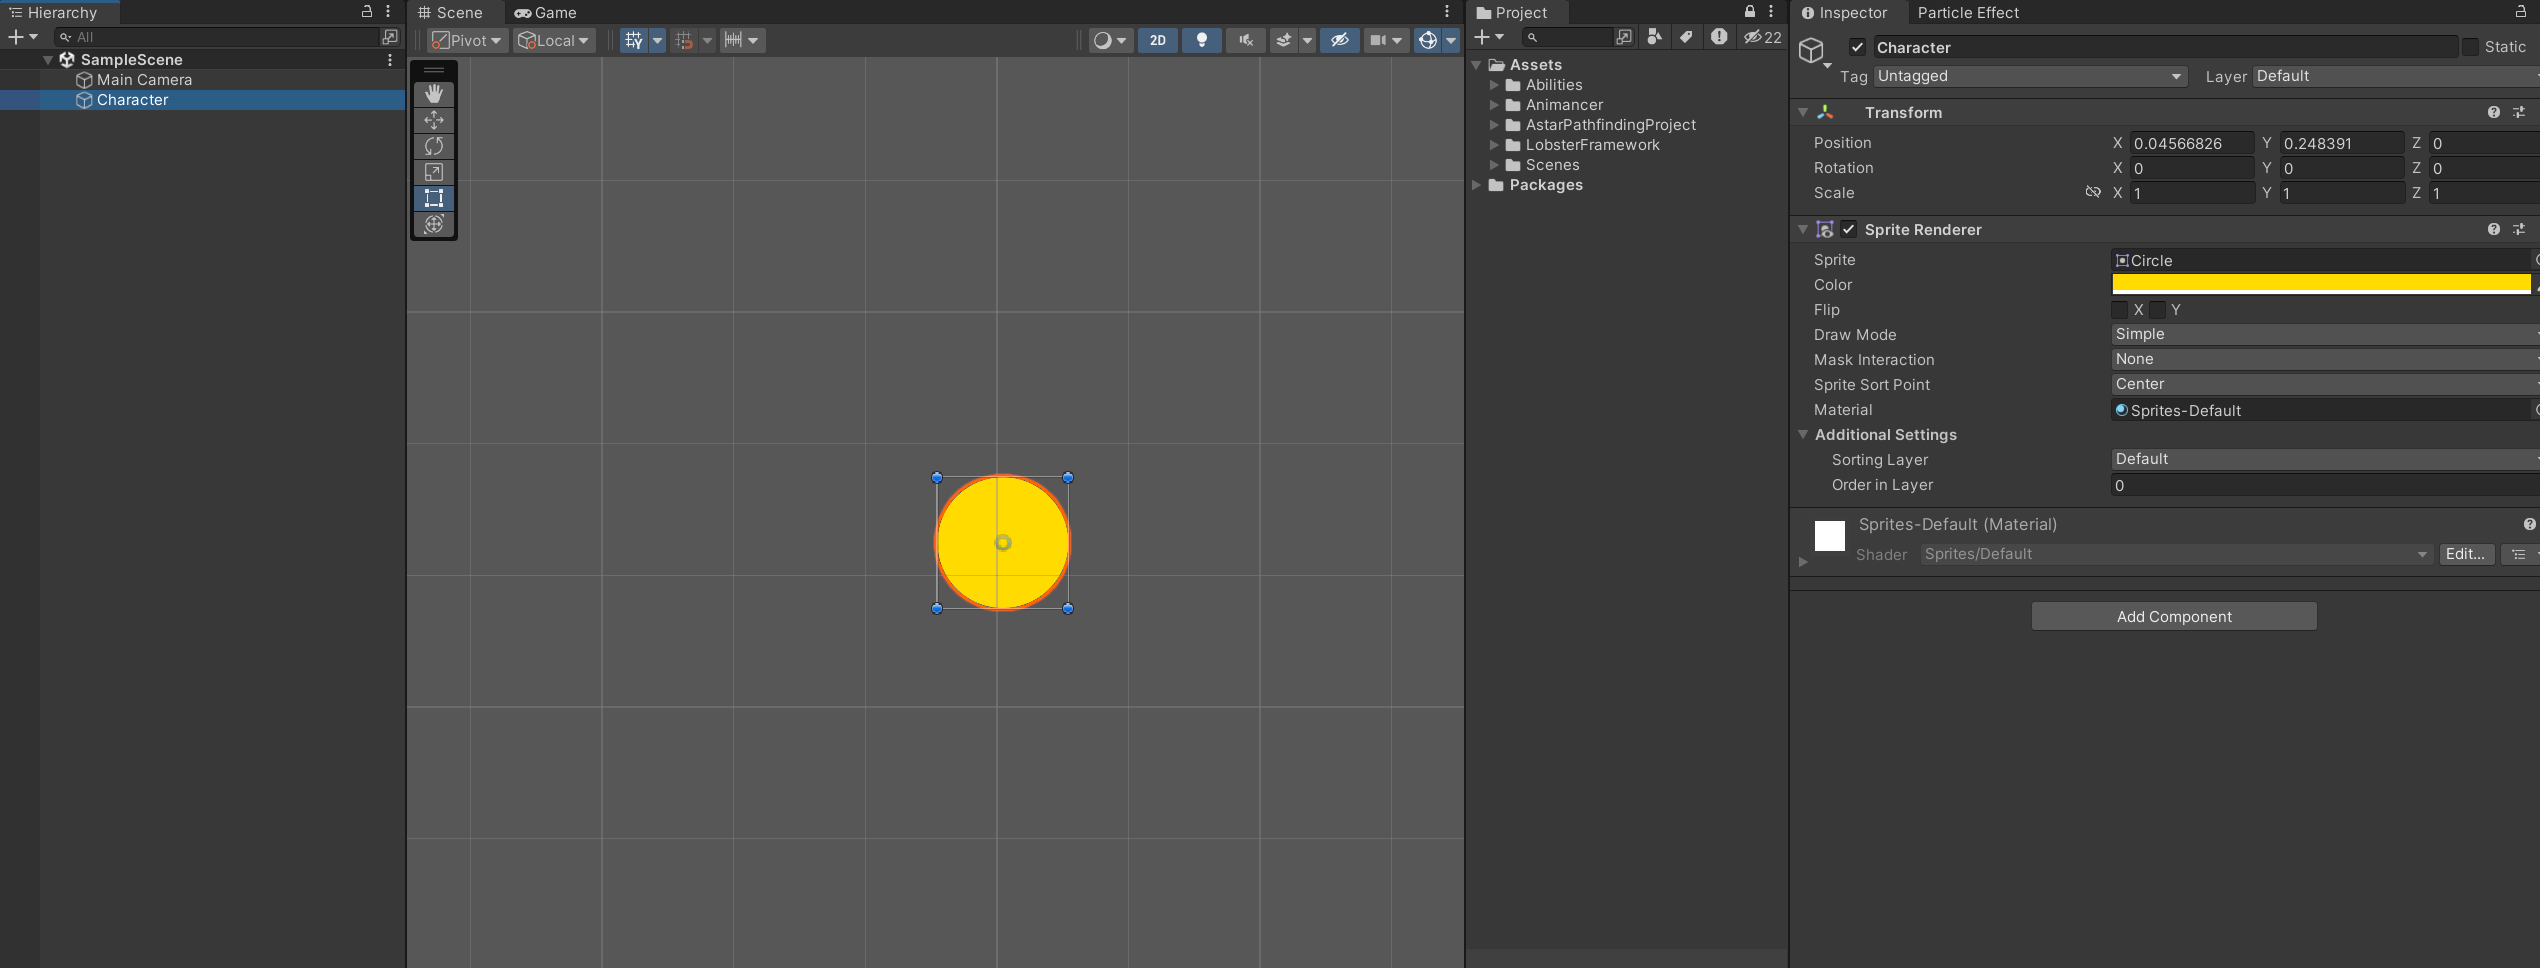 Hierarchy
All
SampleScene
Main Camera
Character
Scene
Game
Pivot
Local
2D
Project
22
Assets
Abilities
Animancer
AstarPathfindingProject
LobsterFramework
Scenes
Packages
Inspector
Particle Effect
Character
Static
Tag Untagged Layer Default
Transform
Position X 0.04566826 Y 0.248391 Z 0
Rotation X 0 Y 0 Z 0
Scale X 1 Y 1 Z 1
Sprite Renderer
Sprite Circle
Color
Flip X Y
Draw Mode Simple
Mask Interaction None
Sprite Sort Point Center
Material Sprites-Default
Additional Settings
Sorting Layer Default
Order in Layer 0
Sprites-Default (Material)
Shader Sprites/Default Edit...
Add Component